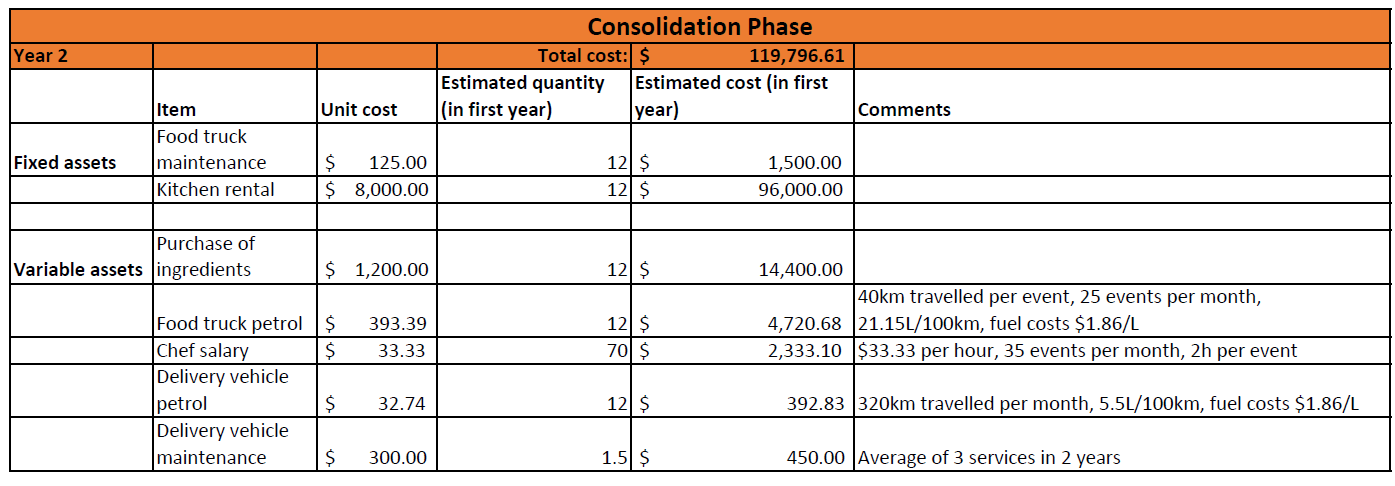 Consolidation Phase
Year 2 Total cost: $ 119,796.61
Estimated quantity Estimated cost (in first
Item Unit cost (in first year) year) Comments
Food truck
Fixed assets maintenance $ 125.00 12 $ 1,500.00
Kitchen rental $ 8,000.00 12 $ 96,000.00
Purchase of
Variable assets ingredients $ 1,200.00 12 $ 14,400.00
40km travelled per event, 25 events per month,
Food truck petrol $ 393.39 12 $ 4,720.68 21.15L/100km, fuel costs $1.86/L
Chef salary $ 33.33 70 $ 2,333.10 $33.33 per hour, 35 events per month, 2h per event
Delivery vehicle
petrol $ 32.74 12 $ 392.83 320km travelled per month, 5.5L/100km, fuel costs $1.86/L
Delivery vehicle
maintenance $ 300.00 1.5 $ 450.00 Average of 3 services in 2 years